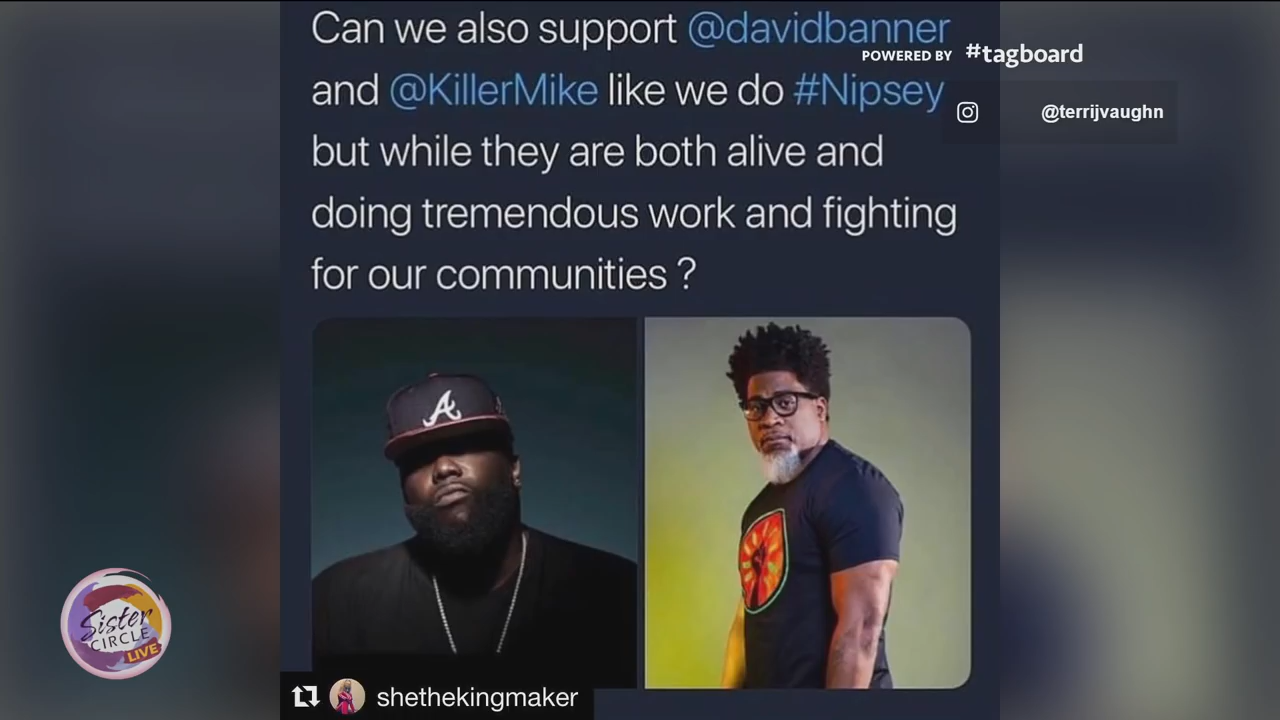 Can we also support @davidbanner
POWERED BY #tagboard
and @KillerMike like we do #Nipsey
@terrijvaughn
but while they are both alive and
doing tremendous work and fighting
for our communities ?
A
Sister
CIRCLE
LIVE
shethekingmaker